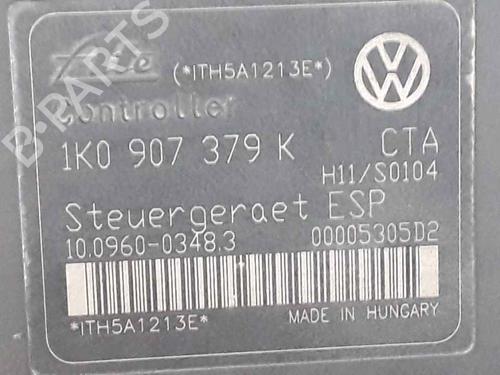 Ate (*ITH5A1213E*)
Controller
1K0 907 379 K CTA
H11/S0104
Steuergeraet ESP
10.0960-0348.3 00005305D2
*ITH5A1213E* MADE IN HUNGARY
B-PARTS